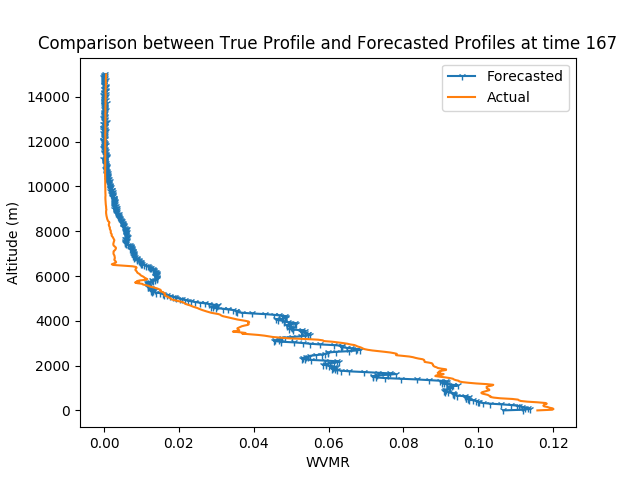 Comparison between True Profile and Forecasted Profiles at time 167
Forecasted
Actual
14000
12000
10000
8000
6000
4000
2000
0
Altitude (m)
0.00 0.02 0.04 0.06 0.08 0.10 0.12
WVMR